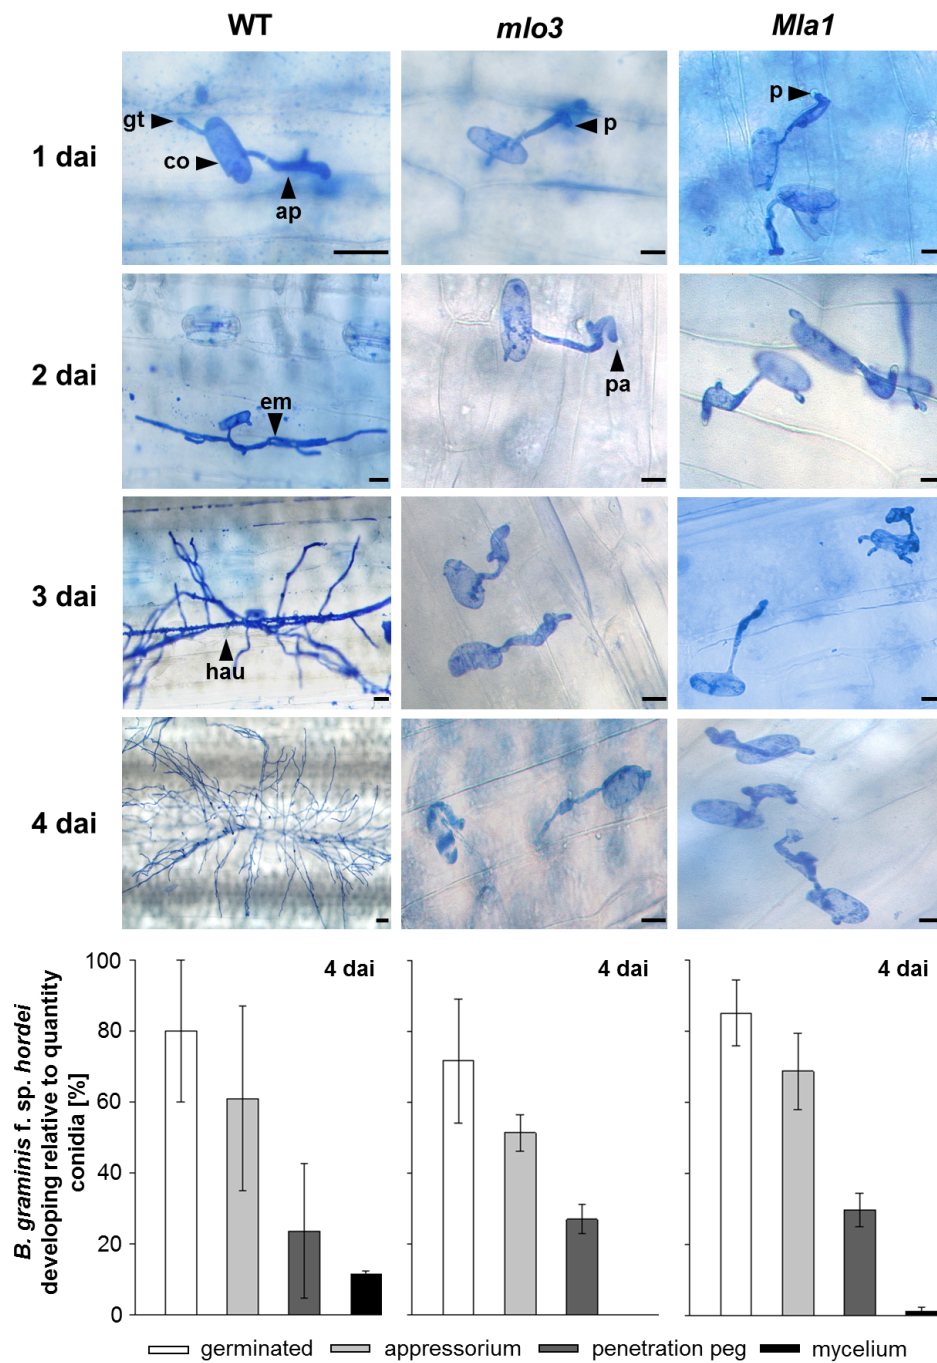 WT mlo3 Mla1
1 dai
gt
co
ap
p
p
2 dai
em
pa
3 dai
hau
4 dai
B. graminis f. sp. hordei
developing relative to quantity
conidia [%]
100
80
60
40
20
0
4 dai
4 dai
4 dai
germinated appressorium penetration peg mycelium